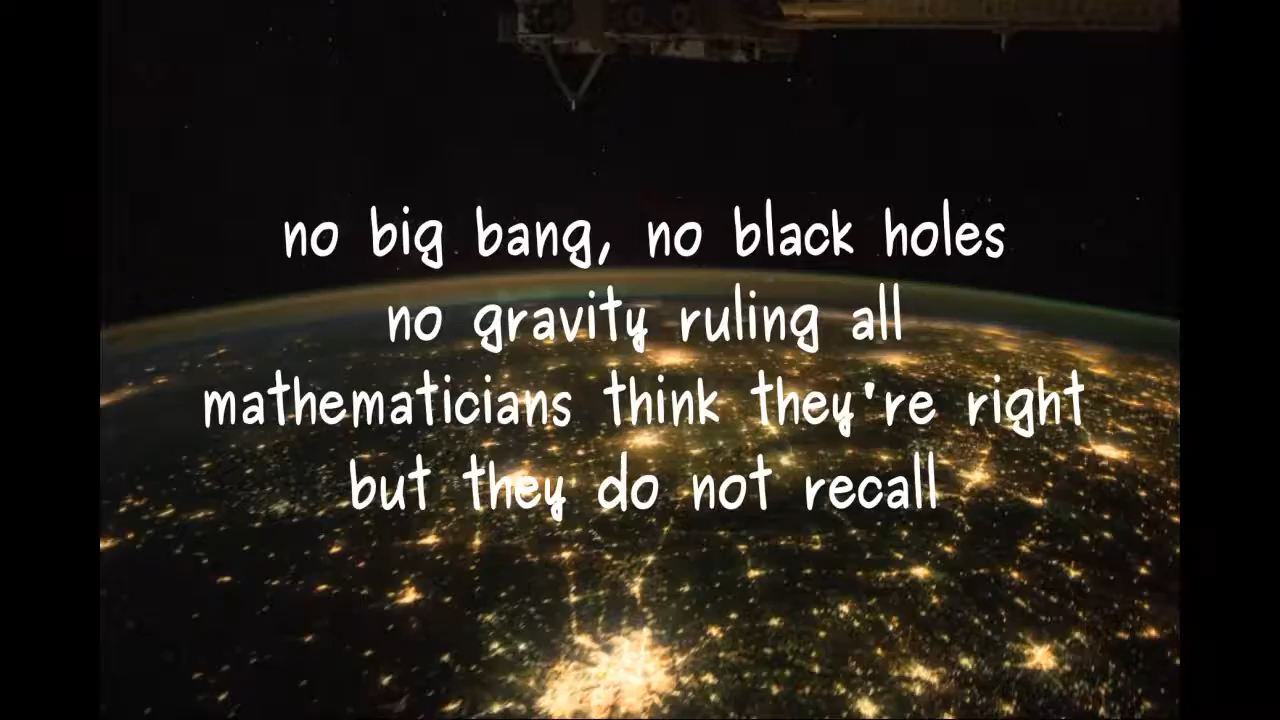 no big bang, no black holes
no gravity ruling all
mathematicians think they're right
but they do not recall